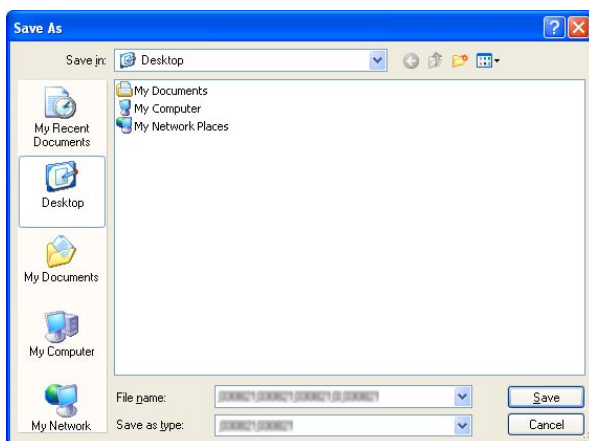 Save As
Save in: Desktop
My Documents
My Computer
My Network Places
My Recent
Documents
Desktop
My Documents
My Computer
My Network
File name:
Save
Save as type:
Cancel